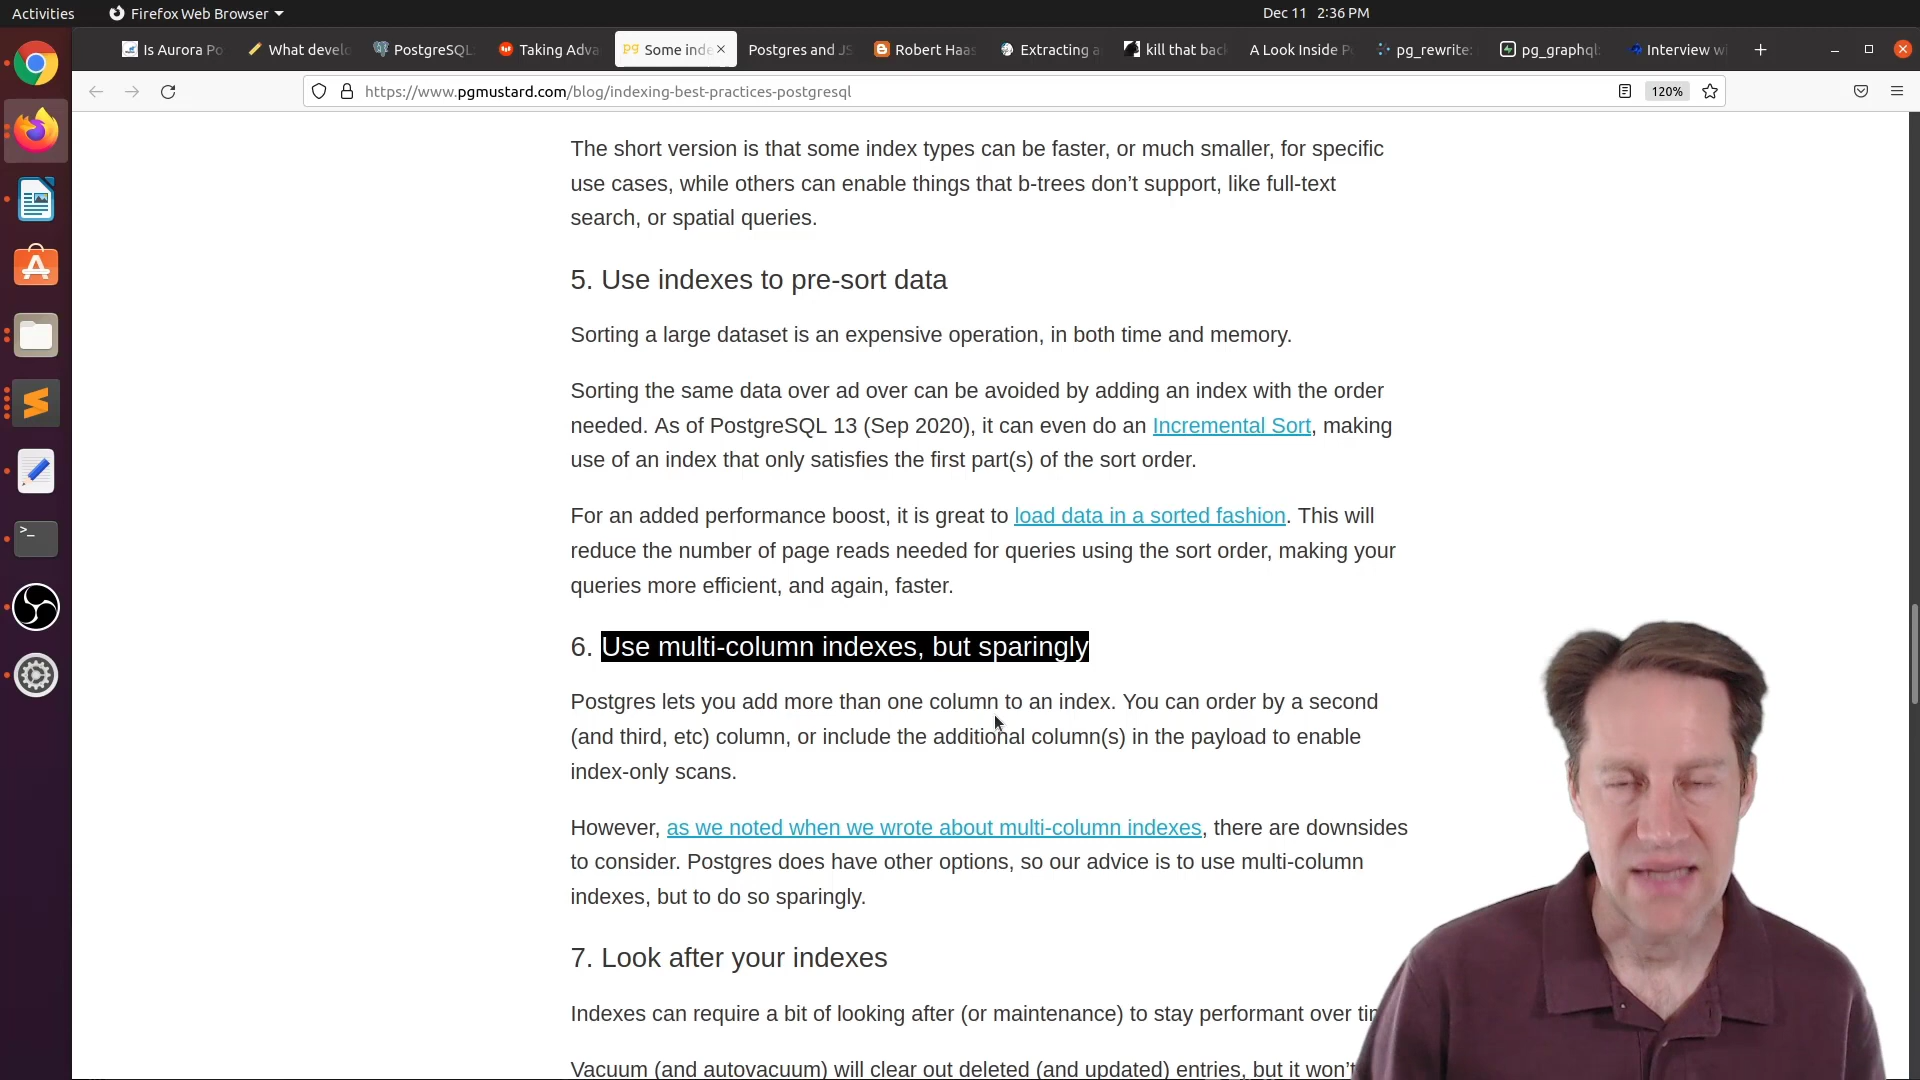 Activities
Firefox Web Browser
Dec 11 2:36 PM
Is Aurora Po
What develo
PostgreSQL
Taking Adva
pg Some inde
Postgres and JS
Robert Haas
Extracting a
kill that back
A Look Inside P
pg_rewrite:
pg_graphql:
Interview wi
https://www.pgmustard.com/blog/indexing-best-practices-postgresql
120%
The short version is that some index types can be faster, or much smaller, for specific
use cases, while others can enable things that b-trees don’t support, like full-text
search, or spatial queries.
5. Use indexes to pre-sort data
Sorting a large dataset is an expensive operation, in both time and memory.
Sorting the same data over ad over can be avoided by adding an index with the order
needed. As of PostgreSQL 13 (Sep 2020), it can even do an Incremental Sort, making
use of an index that only satisfies the first part(s) of the sort order.
For an added performance boost, it is great to load data in a sorted fashion. This will
reduce the number of page reads needed for queries using the sort order, making your
queries more efficient, and again, faster.
6. Use multi-column indexes, but sparingly
Postgres lets you add more than one column to an index. You can order by a second
(and third, etc) column, or include the additional column(s) in the payload to enable
index-only scans.
However, as we noted when we wrote about multi-column indexes, there are downsides
to consider. Postgres does have other options, so our advice is to use multi-column
indexes, but to do so sparingly.
7. Look after your indexes
Indexes can require a bit of looking after (or maintenance) to stay performant over
Vacuum (and autovacuum) will clear out deleted (and updated) entries, but it won’t